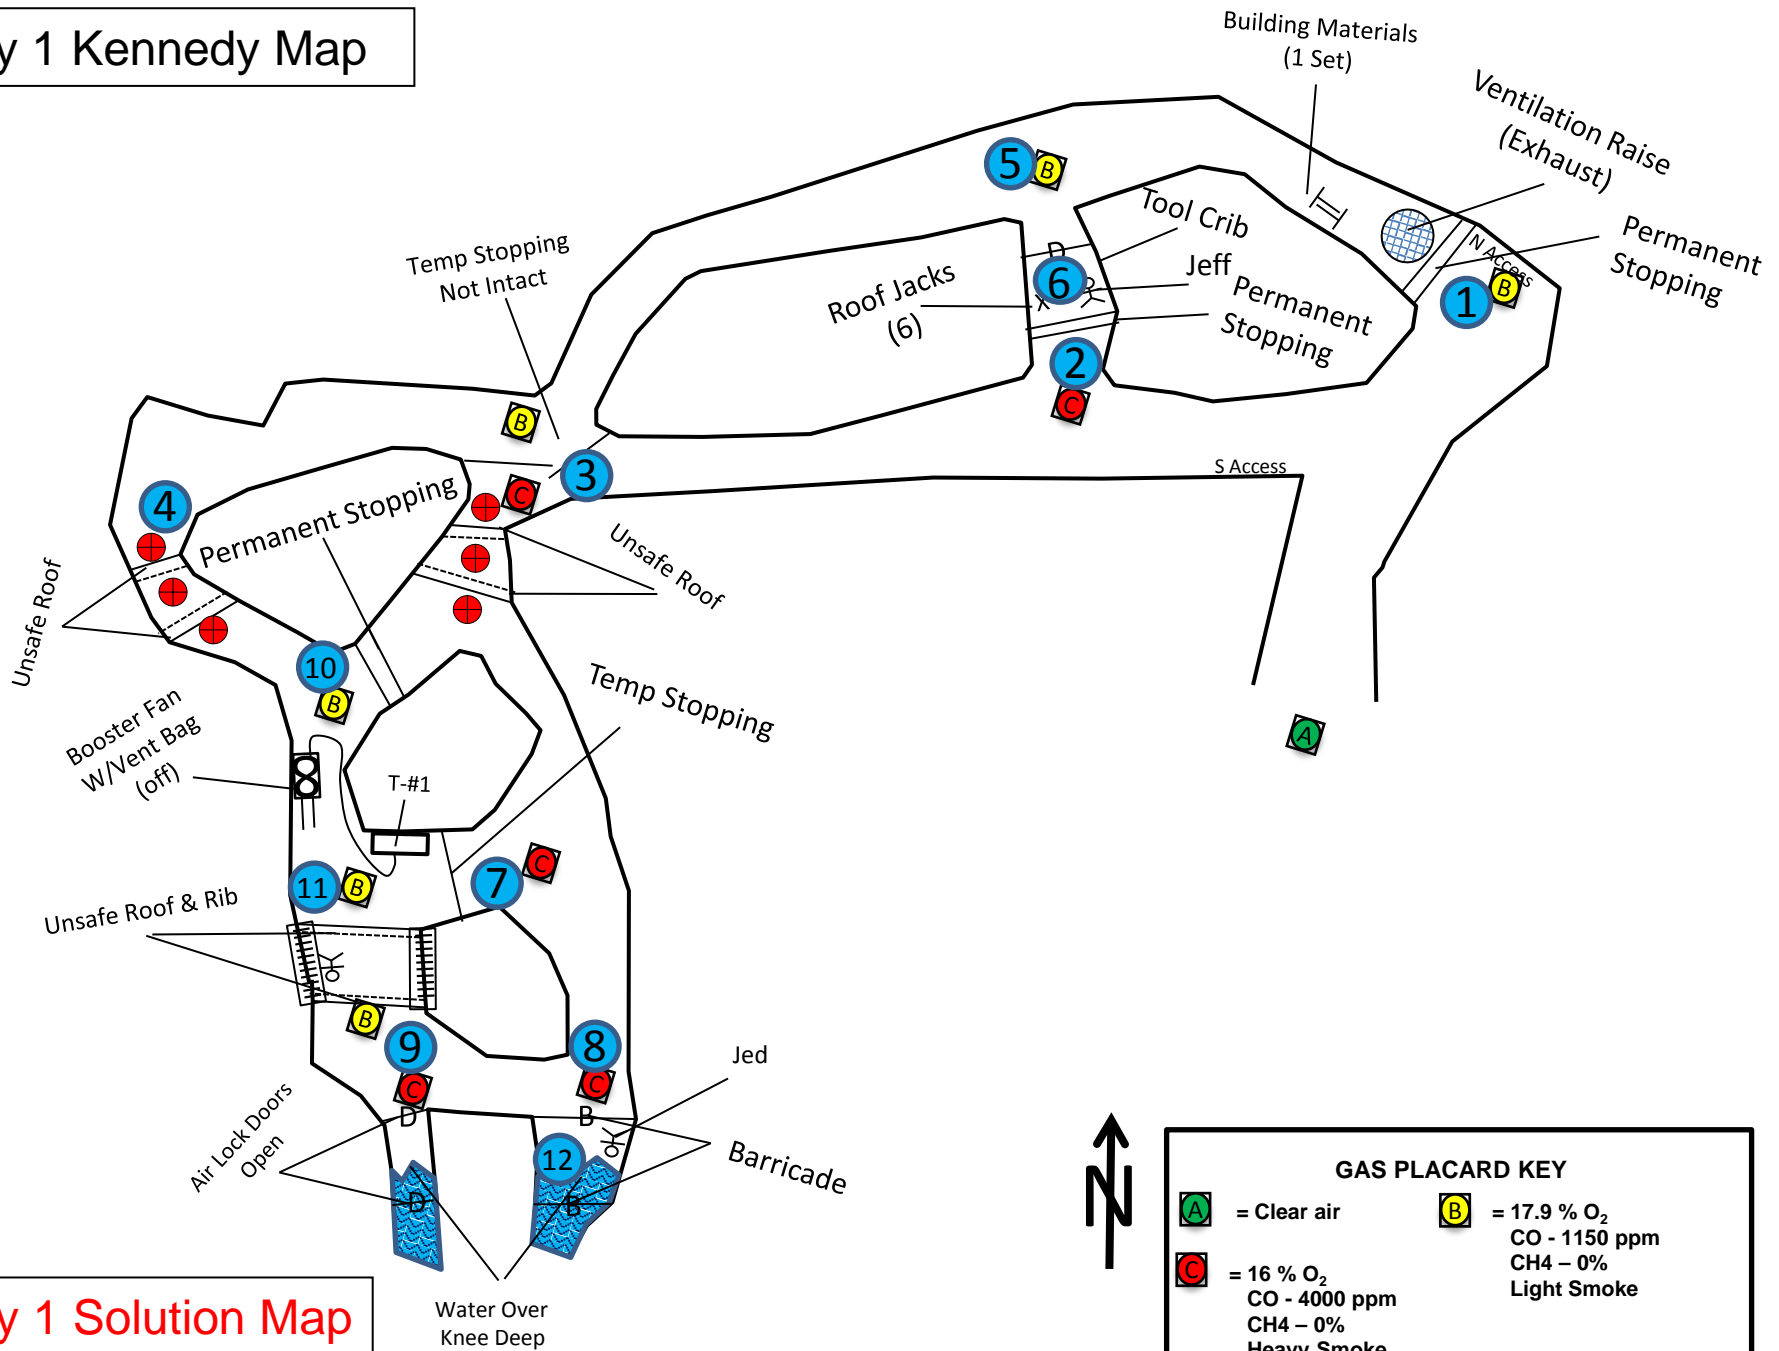 y 1 Kennedy Map
Building Materials
(1 Set)
Ventilation Raise
(Exhaust)
Permanent
Stopping
N Access
1
B
5
B
Tool Crib
D
6
X
Jeff
Roof Jacks
(6)
Permanent
Stopping
2
C
Temp Stopping
Not Intact
B
3
C
S Access
4
Permanent Stopping
Unsafe Roof
Unsafe Roof
10
B
Temp Stopping
Booster Fan
W/Vent Bag
(off)
T-#1
A
7
C
11
B
Unsafe Roof & Rib
B
9
C
D
8
C
B
Jed
Air Lock Doors
Open
12
D
B
Barricade
Water Over
Knee Deep
N
GAS PLACARD KEY
A = Clear air
B = 17.9 % O2
CO - 1150 ppm
CH4 – 0%
Light Smoke
C = 16 % O2
CO - 4000 ppm
CH4 – 0%
Heavy Smoke
y 1 Solution Map